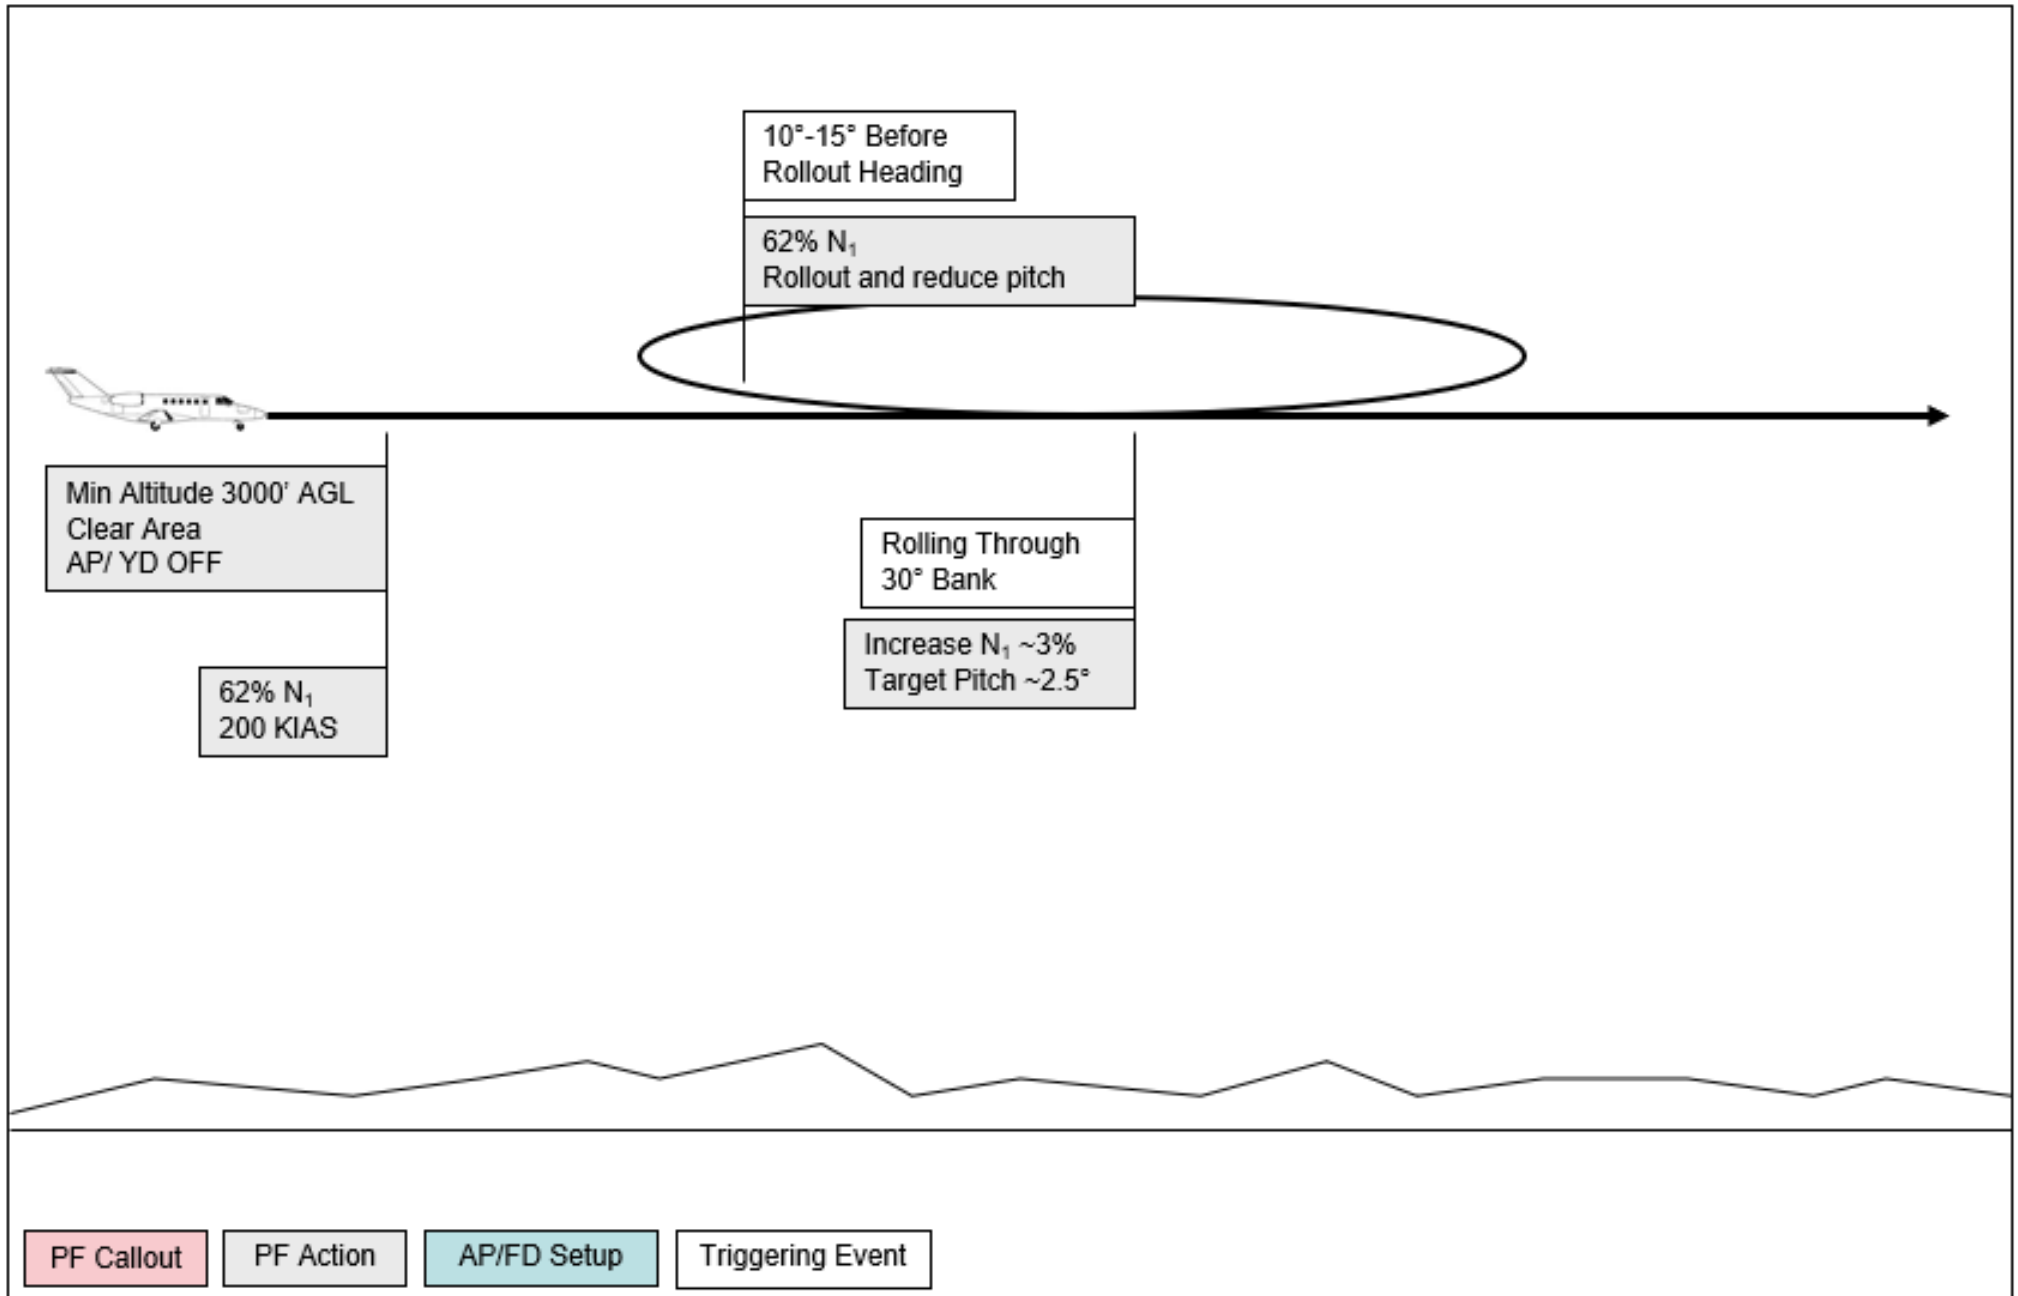 10°-15° Before
Rollout Heading
62% N₁
Rollout and reduce pitch
Min Altitude 3000’ AGL
Clear Area
AP/ YD OFF
62% N₁
200 KIAS
Rolling Through
30° Bank
Increase N₁ ~3%
Target Pitch ~2.5°
PF Callout
PF Action
AP/FD Setup
Triggering Event